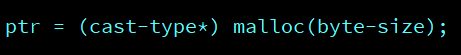 ptr = (cast-type*) malloc(byte-size);